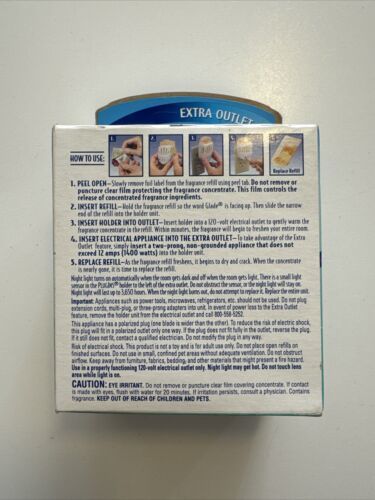 EXTRA OUTLET
HOW TO USE:
1.
2.
3.
Replace Refill
1. PEEL OPEN—Slowly remove foil label from the fragrance refill using peel tab. Do not remove or
puncture clear film protecting the fragrance concentrate. This film controls the
release of concentrated fragrance ingredients.
2. INSERT REFILL—Hold the fragrance refill so the word Glade® is facing up. Then slide the narrow
end of the refill into the holder unit.
3. INSERT HOLDER INTO OUTLET—Insert holder into a 120-volt electrical outlet to gently warm the
fragrance concentrate in the refill. Within minutes, the fragrance will begin to freshen your entire room.
4. INSERT ELECTRICAL APPLIANCE INTO THE EXTRA OUTLET—To take advantage of the Extra
Outlet feature, simply insert a two-prong, non-grounded appliance that does not
exceed 12 amps (1400 watts) into the holder unit.
5. REPLACE REFILL—As the fragrance refill freshens, it begins to dry and crack. When the concentrate
is nearly gone, it is time to replace the refill.
Night light turns on automatically when the room gets dark and off when the room gets light. There is a small light
sensor in the PLUGINS® holder to the left of the extra outlet. Do not obstruct the sensor, or the night light will stay on.
Night light will last up to hours. When night light burns out, do not attempt to replace it. Replace the entire unit.
Important: Appliances such as power tools, microwaves, refrigerators, etc. should not be used. Do not plug
extension cords, multi-plug, or three-prong adapters into unit. In event of power loss to the Extra Outlet
feature, remove the holder unit from the electrical outlet and call 800-558-5252.
This appliance has a polarized plug (one blade is wider than the other). To reduce the risk of electric shock,
this plug will fit in a polarized outlet only one way. If the plug does not fit fully in the outlet, reverse the plug.
If it still does not fit, contact a qualified electrician. Do not modify the plug in any way.
Risk of electrical shock. This product is not a toy and is for adult use only. Do not place open refills on
finished surfaces. Do not use in small, confined pet areas without adequate ventilation. Do not obstruct
airflow. Keep away from furniture, fabrics, bedding, and other materials that might present a fire hazard.
Use in a properly functioning 120-volt electrical outlet only. Night light may get hot. Do not touch lens
area while light is on.
CAUTION: EYE IRRITANT. Do not remove or puncture clear film covering concentrate. If contact
is made with eyes, flush with water for 20 minutes. If irritation persists, consult a physician. Contains
fragrance. KEEP OUT OF REACH OF CHILDREN AND PETS.